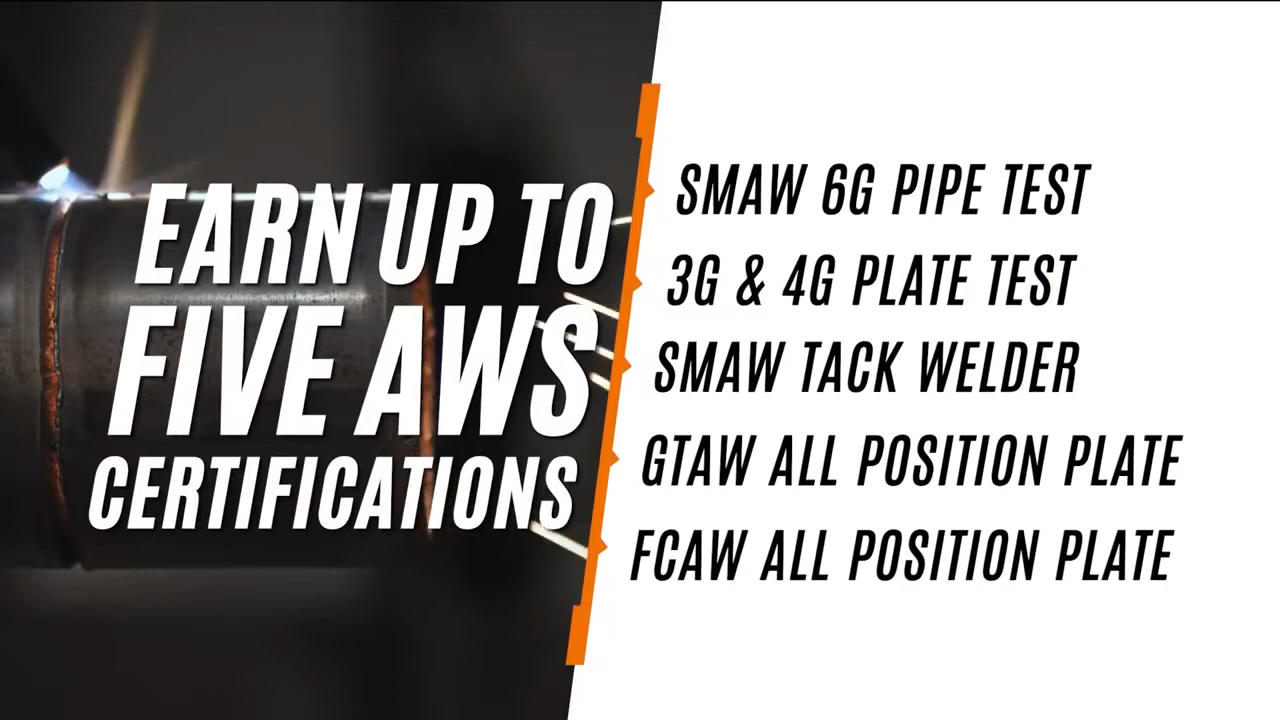 EARN UP TO
FIVE AWS
CERTIFICATIONS
SMAW 6G PIPE TEST
3G & 4G PLATE TEST
SMAW TACK WELDER
GTAW ALL POSITION PLATE
FCAW ALL POSITION PLATE